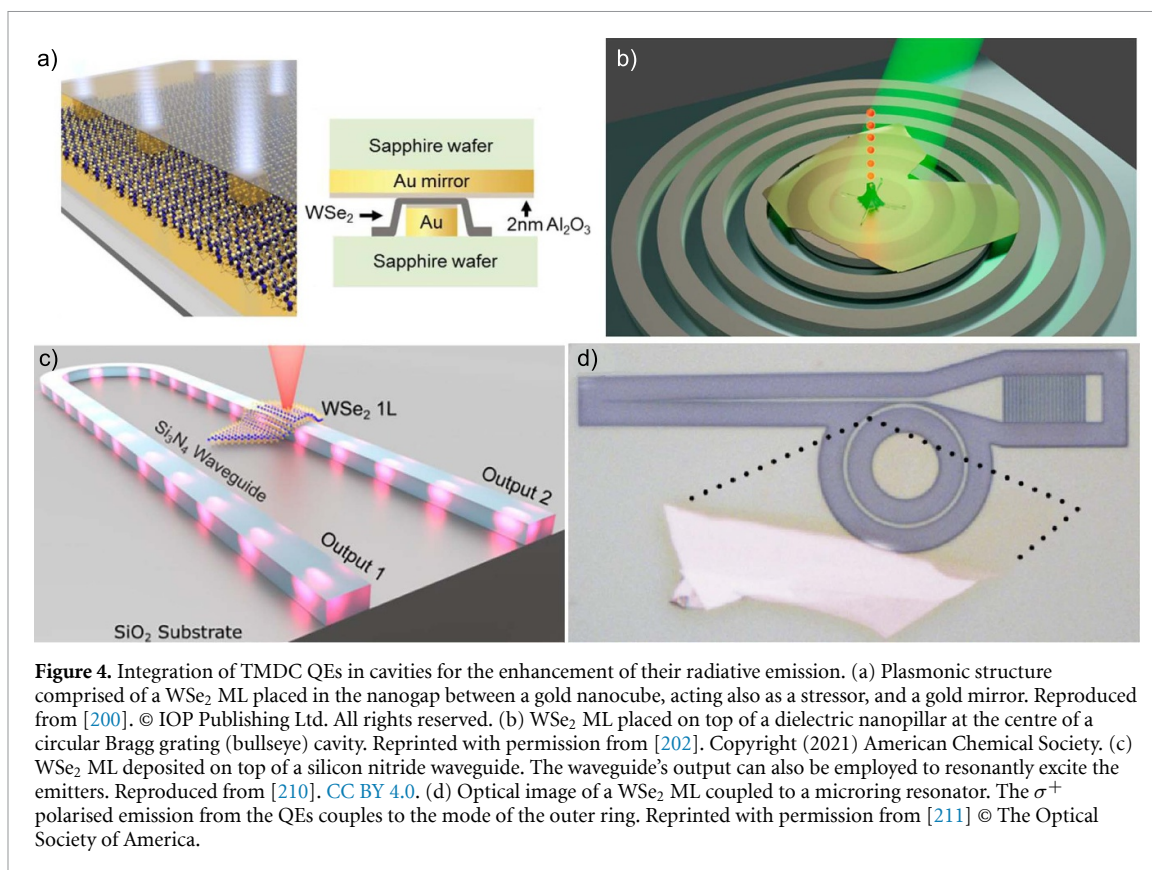 a)
Sapphire wafer
Au mirror
WSe₂
Au
2nm Al₂O₃
Sapphire wafer
b)
c)
WSe₂ 1L
Si₃N₄ Waveguide
Output 2
Output 1
SiO₂ Substrate
d)
Figure 4. Integration of TMDC QEs in cavities for the enhancement of their radiative emission. (a) Plasmonic structure
comprised of a WSe₂ ML placed in the nanogap between a gold nanocube, acting also as a stressor, and a gold mirror. Reproduced
from [200]. © IOP Publishing Ltd. All rights reserved. (b) WSe₂ ML placed on top of a dielectric nanopillar at the centre of a
circular Bragg grating (bullseye) cavity. Reprinted with permission from [202]. Copyright (2021) American Chemical Society. (c)
WSe₂ ML deposited on top of a silicon nitride waveguide. The waveguide's output can also be employed to resonantly excite the
emitters. Reproduced from [210]. CC BY 4.0. (d) Optical image of a WSe₂ ML coupled to a microring resonator. The σ⁺
polarised emission from the QEs couples to the mode of the outer ring. Reprinted with permission from [211] © The Optical
Society of America.